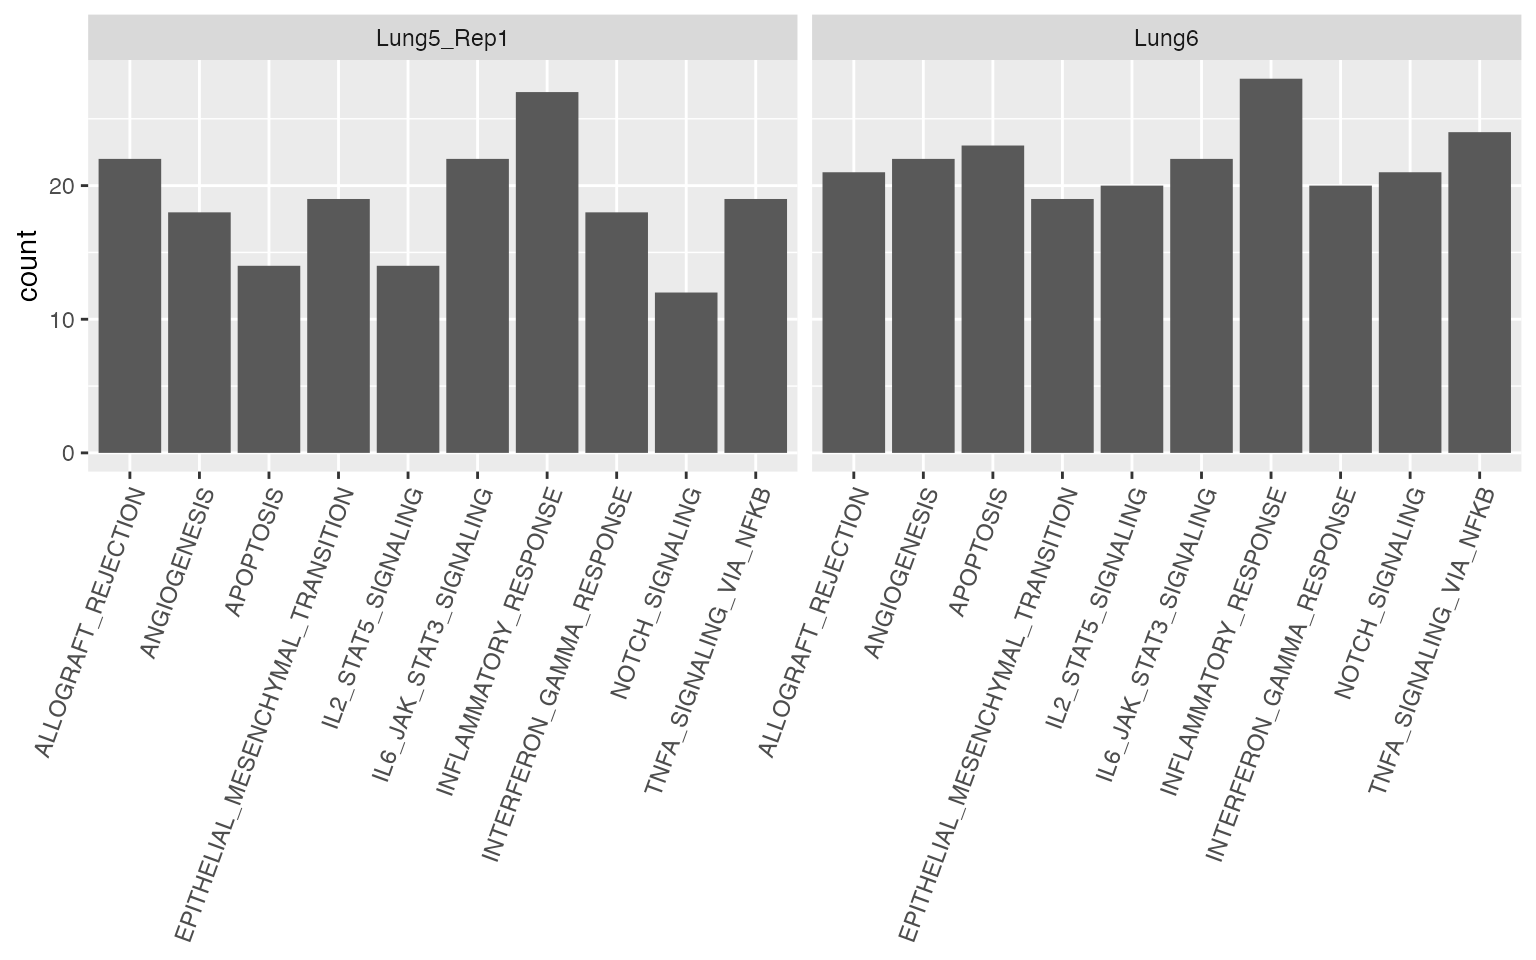 Lung5_Rep1
Lung6
count
20
10
0
ALLOGRAFT_REJECTION
ANGIOGENESIS
APOPTOSIS
EPITHELIAL_MESENCHYMAL_TRANSITION
IL2_STAT5_SIGNALING
IL6_JAK_STAT3_SIGNALING
INFLAMMATORY_RESPONSE
INTERFERON_GAMMA_RESPONSE
NOTCH_SIGNALING
TNFA_SIGNALING_VIA_NFKB
ALLOGRAFT_REJECTION
ANGIOGENESIS
APOPTOSIS
EPITHELIAL_MESENCHYMAL_TRANSITION
IL2_STAT5_SIGNALING
IL6_JAK_STAT3_SIGNALING
INFLAMMATORY_RESPONSE
INTERFERON_GAMMA_RESPONSE
NOTCH_SIGNALING
TNFA_SIGNALING_VIA_NFKB